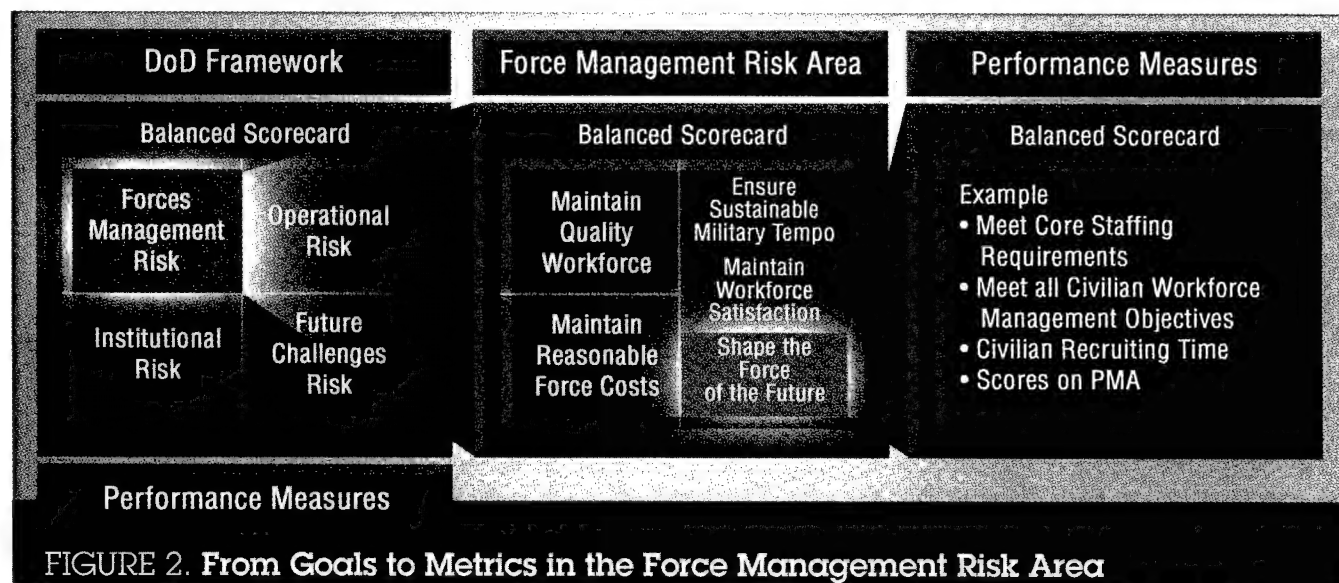 DoD Framework
Balanced Scorecard
Forces
Management
Risk
Operational
Risk
Institutional
Risk
Future
Challenges
Risk
Performance Measures
Force Management Risk Area
Balanced Scorecard
Maintain
Quality
Workforce
Ensure
Sustainable
Military Tempo
Maintain
Workforce
Satisfaction
Maintain
Reasonable
Force Costs
Shape the
Force
of the Future
Performance Measures
Balanced Scorecard
Example
• Meet Core Staffing
Requirements
• Meet all Civilian Workforce
Management Objectives
• Civilian Recruiting Time
• Scores on PMA
FIGURE 2. From Goals to Metrics in the Force Management Risk Area